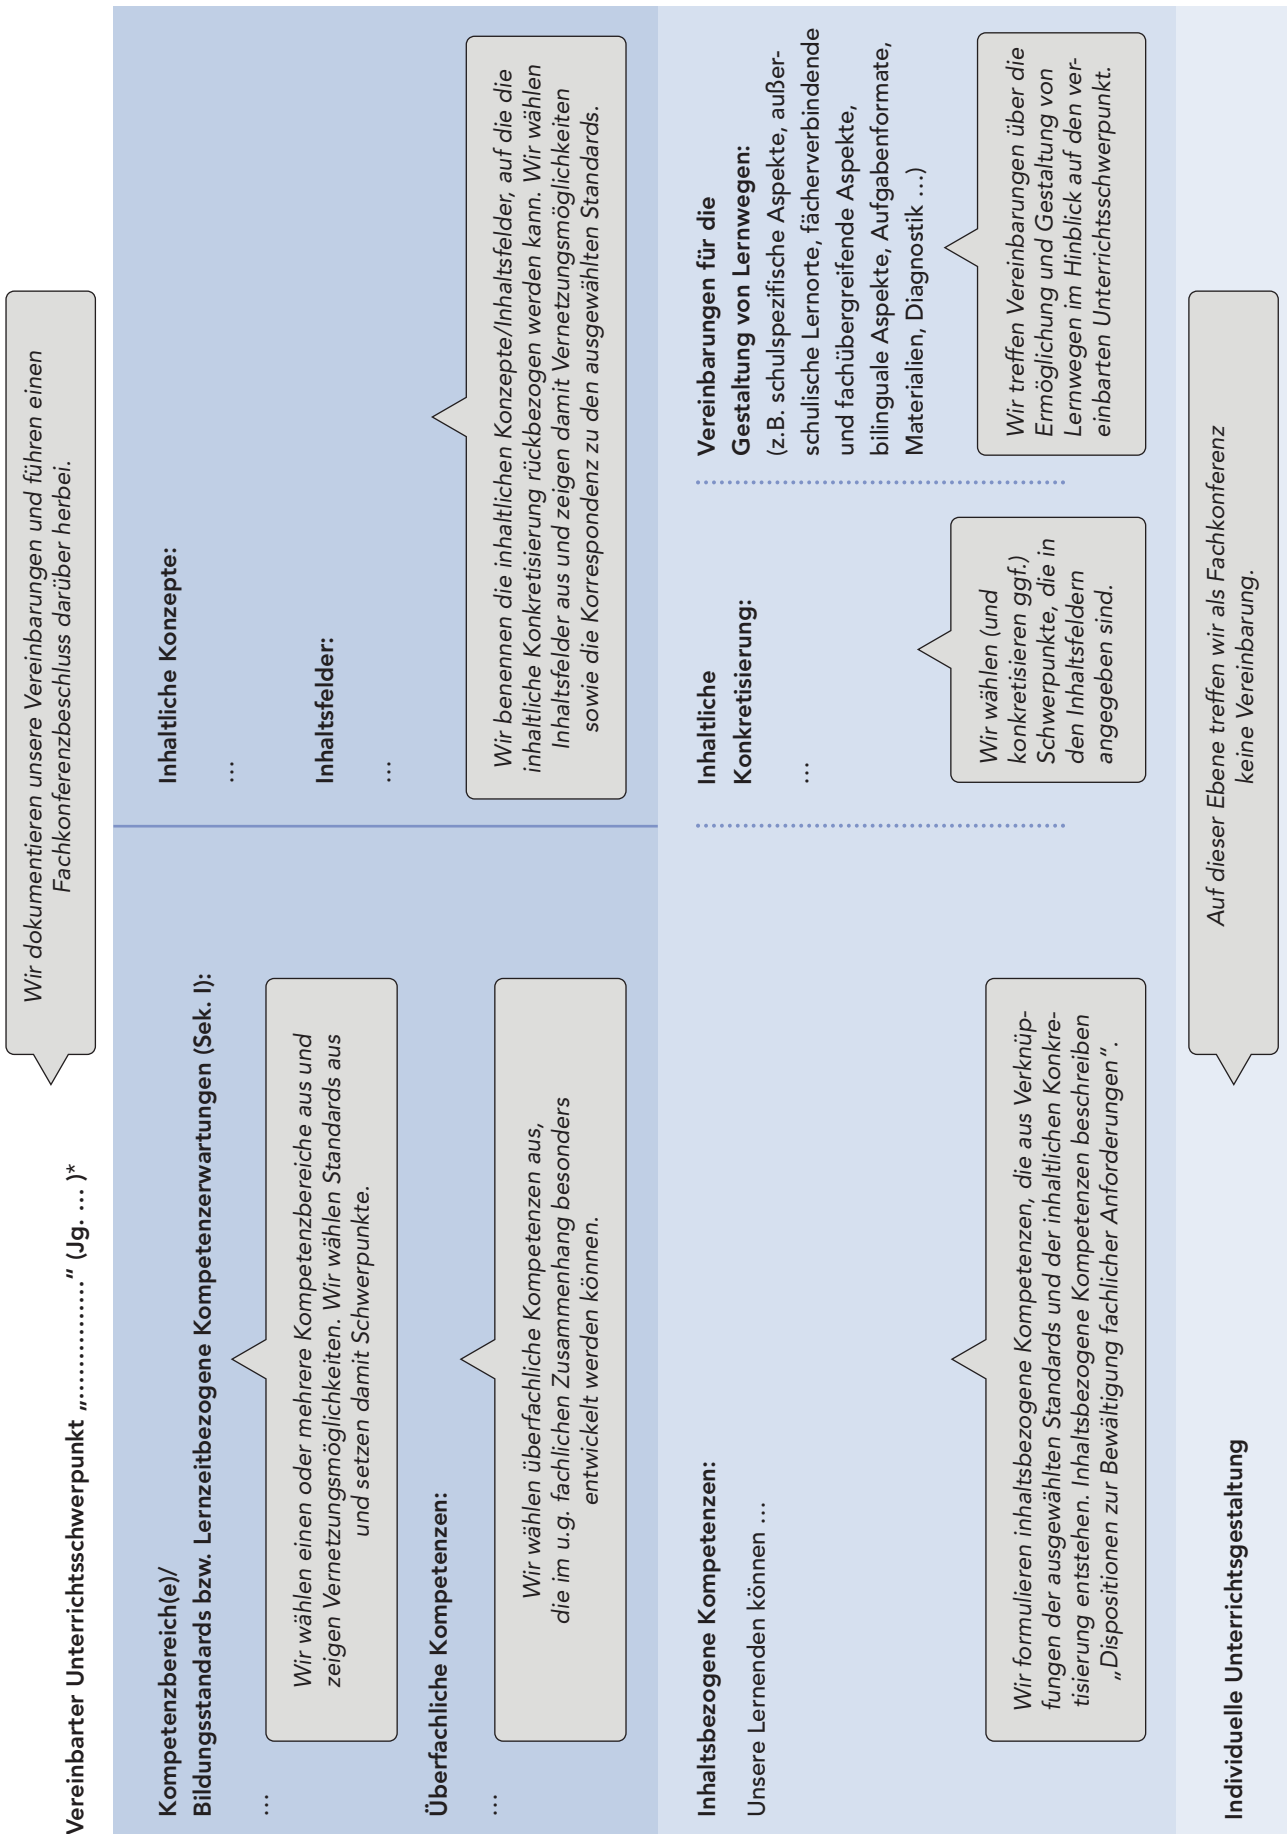 Vereinbarter Unterrichtsschwerpunkt „…………..." (Jg. … )*
Wir dokumentieren unsere Vereinbarungen und führen einen
Fachkonferenzbeschluss darüber herbei.
Kompetenzbereich(e)/
Bildungsstandards bzw. Lernzeitbezogene Kompetenzerwartungen (Sek. I):
…
Wir wählen einen oder mehrere Kompetenzbereiche aus und
zeigen Vernetzungsmöglichkeiten. Wir wählen Standards aus
und setzen damit Schwerpunkte.
Überfachliche Kompetenzen:
…
Wir wählen überfachliche Kompetenzen aus,
die im u.g. fachlichen Zusammenhang besonders
entwickelt werden können.
Inhaltliche Konzepte:
…
Inhaltsfelder:
…
Wir benennen die inhaltlichen Konzepte/Inhaltsfelder, auf die die
inhaltliche Konkretisierung rückbezogen werden kann. Wir wählen
Inhaltsfelder aus und zeigen damit Vernetzungsmöglichkeiten
sowie die Korrespondenz zu den ausgewählten Standards.
Inhaltsbezogene Kompetenzen:
Unsere Lernenden können …
Wir formulieren inhaltsbezogene Kompetenzen, die aus Verknüp-
fungen der ausgewählten Standards und der inhaltlichen Konkre-
tisierung entstehen. Inhaltsbezogene Kompetenzen beschreiben
„Dispositionen zur Bewältigung fachlicher Anforderungen".
Inhaltliche
Konkretisierung:
…
Wir wählen (und
konkretisieren ggf.)
Schwerpunkte, die in
den Inhaltsfeldern
angegeben sind.
Vereinbarungen für die
Gestaltung von Lernwegen:
(z.B. schulspezifische Aspekte, außer-
schulische Lernorte, fächerverbindende
und fachübergreifende Aspekte,
bilinguale Aspekte, Aufgabenformate,
Materialien, Diagnostik …)
Wir treffen Vereinbarungen über die
Ermöglichung und Gestaltung von
Lernwegen im Hinblick auf den ver-
einbarten Unterrichtsschwerpunkt.
Individuelle Unterrichtsgestaltung
Auf dieser Ebene treffen wir als Fachkonferenz
keine Vereinbarung.